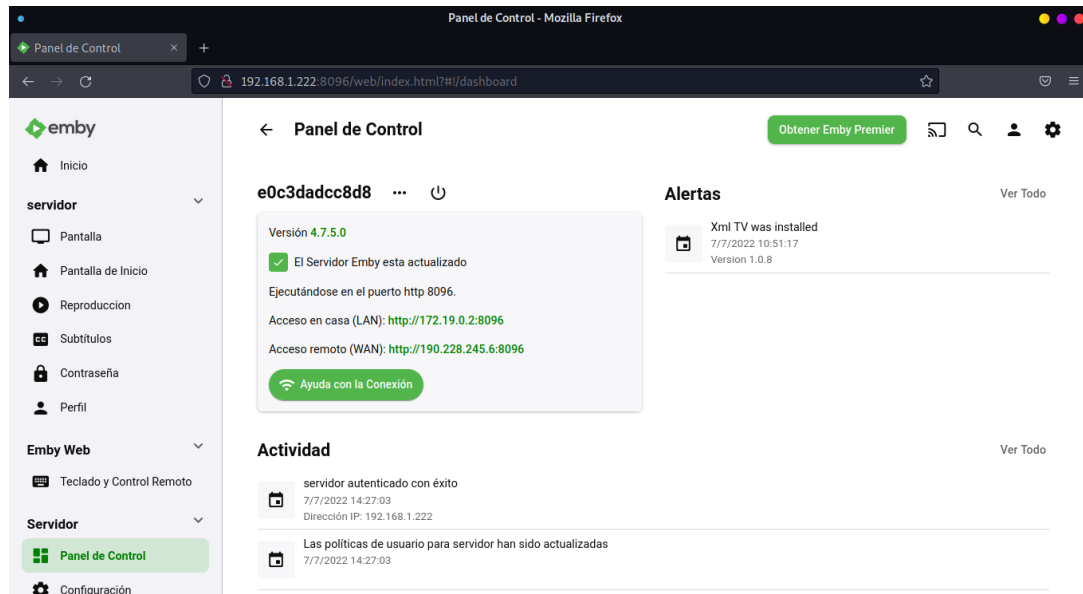 Panel de Control - Mozilla Firefox
Panel de Control
192.168.1.222:8096/web/index.html?#!/dashboard
emby
Inicio
servidor
Pantalla
Pantalla de Inicio
Reproduccion
Subtítulos
Contraseña
Perfil
Emby Web
Teclado y Control Remoto
Servidor
Panel de Control
Configuración
Panel de Control
Obtener Emby Premier
e0c3dadcc8d8
Versión 4.7.5.0
El Servidor Emby esta actualizado
Ejecutándose en el puerto http 8096.
Acceso en casa (LAN): http://172.19.0.2:8096
Acceso remoto (WAN): http://190.228.245.6:8096
Ayuda con la Conexión
Alertas
Ver Todo
Xml TV was installed
7/7/2022 10:51:17
Version 1.0.8
Actividad
Ver Todo
servidor autenticado con éxito
7/7/2022 14:27:03
Dirección IP: 192.168.1.222
Las políticas de usuario para servidor han sido actualizadas
7/7/2022 14:27:03